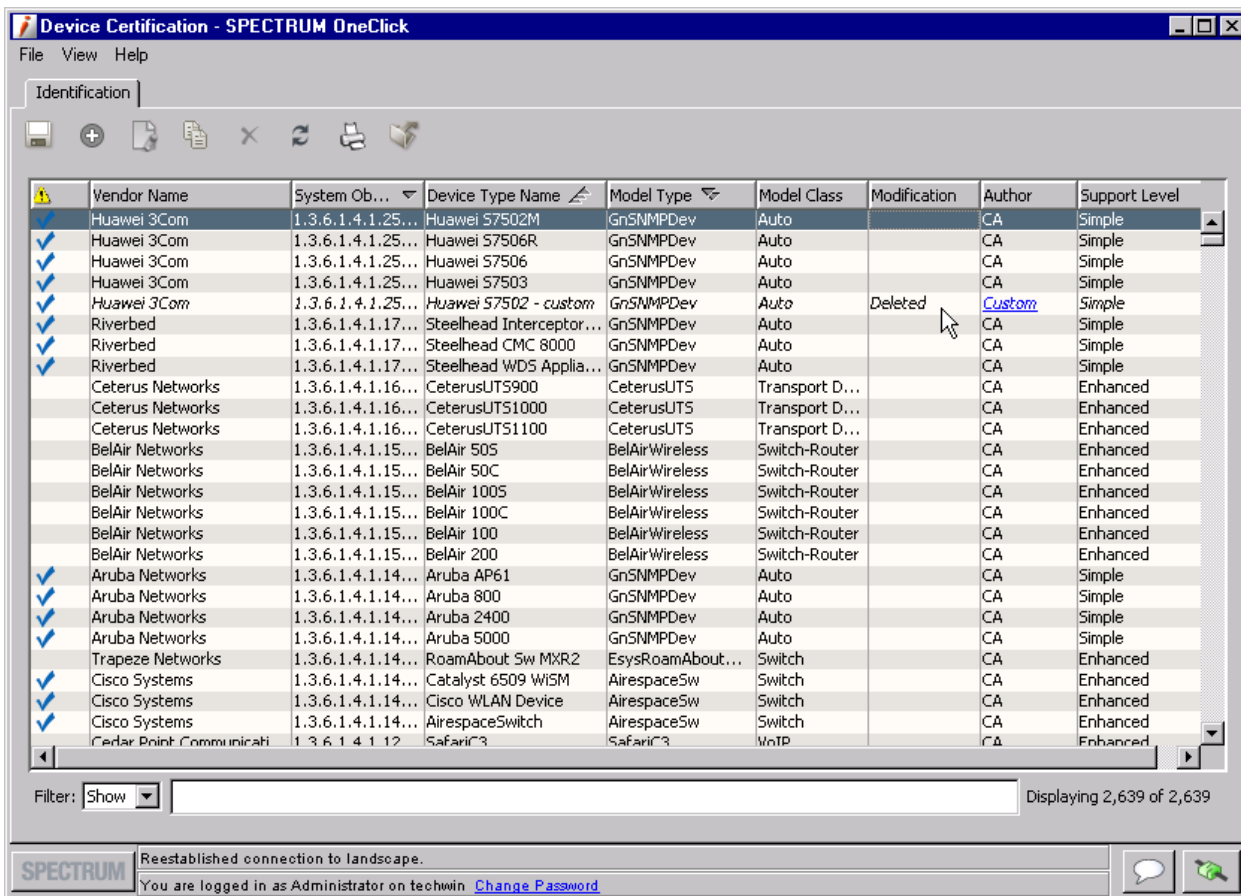 Device Certification - SPECTRUM OneClick
File View Help
Identification
Vendor Name System Ob... Device Type Name Model Type Model Class Modification Author Support Level
Huawei 3Com 1.3.6.1.4.1.25... Huawei S7502M GnSNMPDev Auto CA Simple
Huawei 3Com 1.3.6.1.4.1.25... Huawei S7506R GnSNMPDev Auto CA Simple
Huawei 3Com 1.3.6.1.4.1.25... Huawei S7506 GnSNMPDev Auto CA Simple
Huawei 3Com 1.3.6.1.4.1.25... Huawei S7503 GnSNMPDev Auto CA Simple
Huawei 3Com 1.3.6.1.4.1.25... Huawei S7502 - custom GnSNMPDev Auto Deleted Custom Simple
Riverbed 1.3.6.1.4.1.17... Steelhead Interceptor... GnSNMPDev Auto CA Simple
Riverbed 1.3.6.1.4.1.17... Steelhead CMC 8000 GnSNMPDev Auto CA Simple
Riverbed 1.3.6.1.4.1.17... Steelhead WDS Applia... GnSNMPDev Auto CA Simple
Ceterus Networks 1.3.6.1.4.1.16... CeterusUTS900 CeterusUTS Transport D... CA Enhanced
Ceterus Networks 1.3.6.1.4.1.16... CeterusUTS1000 CeterusUTS Transport D... CA Enhanced
Ceterus Networks 1.3.6.1.4.1.16... CeterusUTS1100 CeterusUTS Transport D... CA Enhanced
BelAir Networks 1.3.6.1.4.1.15... BelAir 50S BelAirWireless Switch-Router CA Enhanced
BelAir Networks 1.3.6.1.4.1.15... BelAir 50C BelAirWireless Switch-Router CA Enhanced
BelAir Networks 1.3.6.1.4.1.15... BelAir 100S BelAirWireless Switch-Router CA Enhanced
BelAir Networks 1.3.6.1.4.1.15... BelAir 100C BelAirWireless Switch-Router CA Enhanced
BelAir Networks 1.3.6.1.4.1.15... BelAir 100 BelAirWireless Switch-Router CA Enhanced
BelAir Networks 1.3.6.1.4.1.15... BelAir 200 BelAirWireless Switch-Router CA Enhanced
Aruba Networks 1.3.6.1.4.1.14... Aruba AP61 GnSNMPDev Auto CA Simple
Aruba Networks 1.3.6.1.4.1.14... Aruba 800 GnSNMPDev Auto CA Simple
Aruba Networks 1.3.6.1.4.1.14... Aruba 2400 GnSNMPDev Auto CA Simple
Aruba Networks 1.3.6.1.4.1.14... Aruba 5000 GnSNMPDev Auto CA Simple
Trapeze Networks 1.3.6.1.4.1.14... RoamAbout Sw MXR2 EsysRoamAbout... Switch CA Enhanced
Cisco Systems 1.3.6.1.4.1.14... Catalyst 6509 WiSM AirespaceSw Switch CA Enhanced
Cisco Systems 1.3.6.1.4.1.14... Cisco WLAN Device AirespaceSw Switch CA Enhanced
Cisco Systems 1.3.6.1.4.1.14... AirespaceSwitch AirespaceSw Switch CA Enhanced
Cedar Point Communicati... 1.3.6.1.4.1.12... SafariC3 SafariC3 VoIP CA Enhanced
Filter: Show Displaying 2,639 of 2,639
SPECTRUM
Reestablished connection to landscape.
You are logged in as Administrator on techwin Change Password